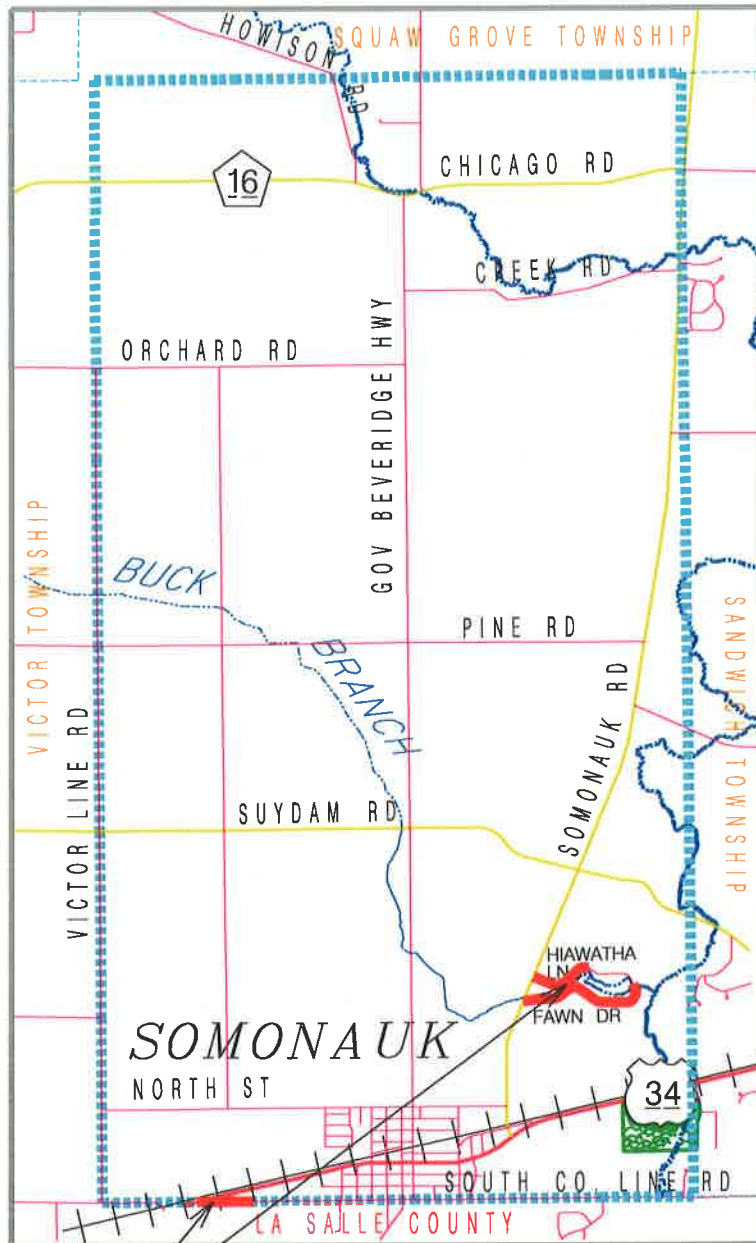 HOWISON RD
SQUAW GROVE TOWNSHIP
CHICAGO RD
16
CREEK RD
ORCHARD RD
GOV BEVERIDGE HWY
VICTOR TOWNSHIP
BUCK BRANCH
PINE RD
SANDWICH TOWNSHIP
SOMONAUK RD
VICTOR LINE RD
SUYDAM RD
HIAWATHA
LN
FAWN DR
SOMONAUK
NORTH ST
34
SOUTH CO. LINE RD
LA SALLE COUNTY